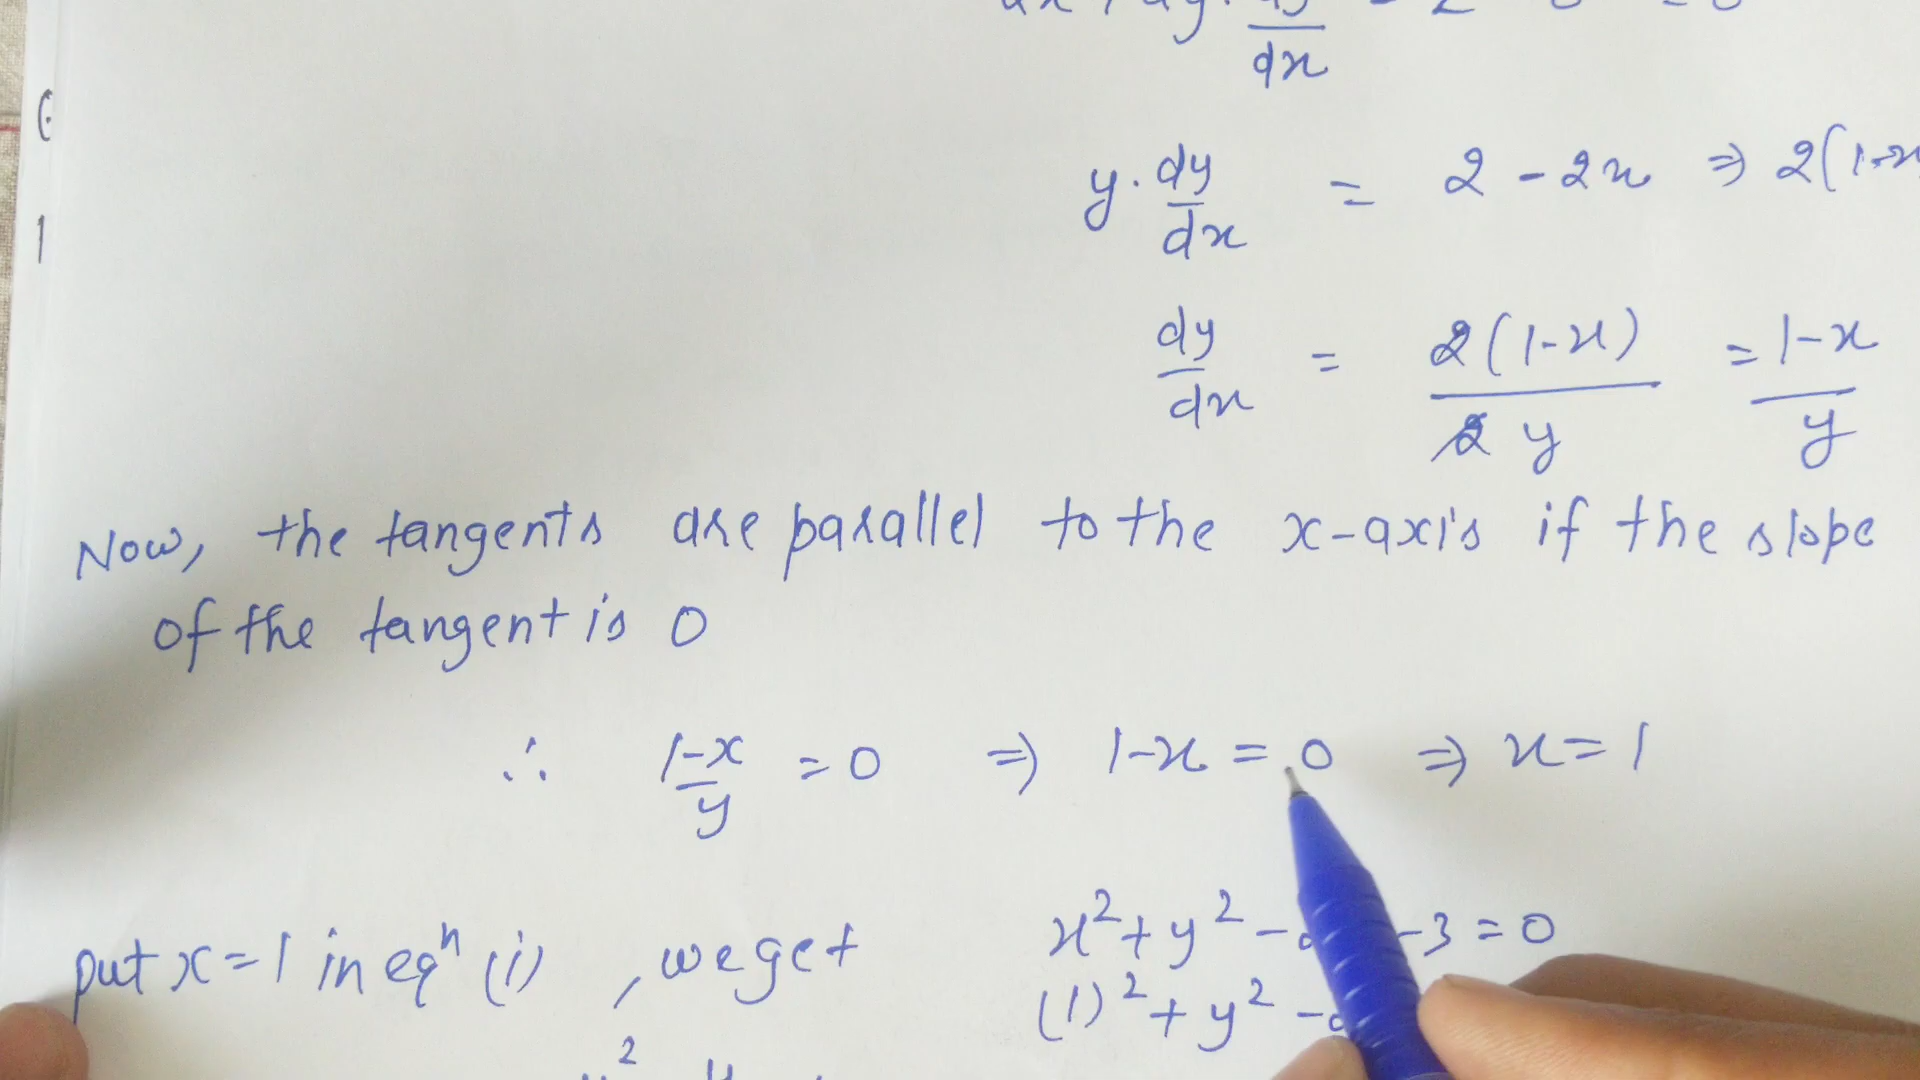 dx
y. dy/dx = 2 - 2x ⇒ 2(1-x
1
dy/dx = 2(1-x)/2y = 1-x/y
Now, the tangents are parallel to the x-axis if the slope
of the tangent is 0
∴ 1-x/y = 0 ⇒ 1-x = 0 ⇒ x = 1
put x=1 in eqⁿ (i), we get x² + y² - -3 = 0
(1)² + y² -